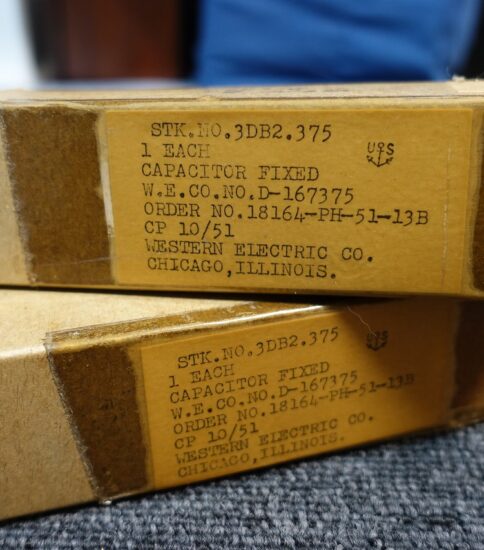 STK.NO.3DB2.375
1 EACH
CAPACITOR FIXED
W.E.CO.NO.D-167375
ORDER NO.18164-PH-51-13B
CP 10/51
WESTERN ELECTRIC CO.
CHICAGO,ILLINOIS.
U S
STK.NO.3DB2.375
1 EACH
CAPACITOR FIXED
W.E.CO.NO.D-167375
ORDER NO.18164-PH-51-13B
CP 10/51
WESTERN ELECTRIC CO.
CHICAGO,ILLINOIS.
U S